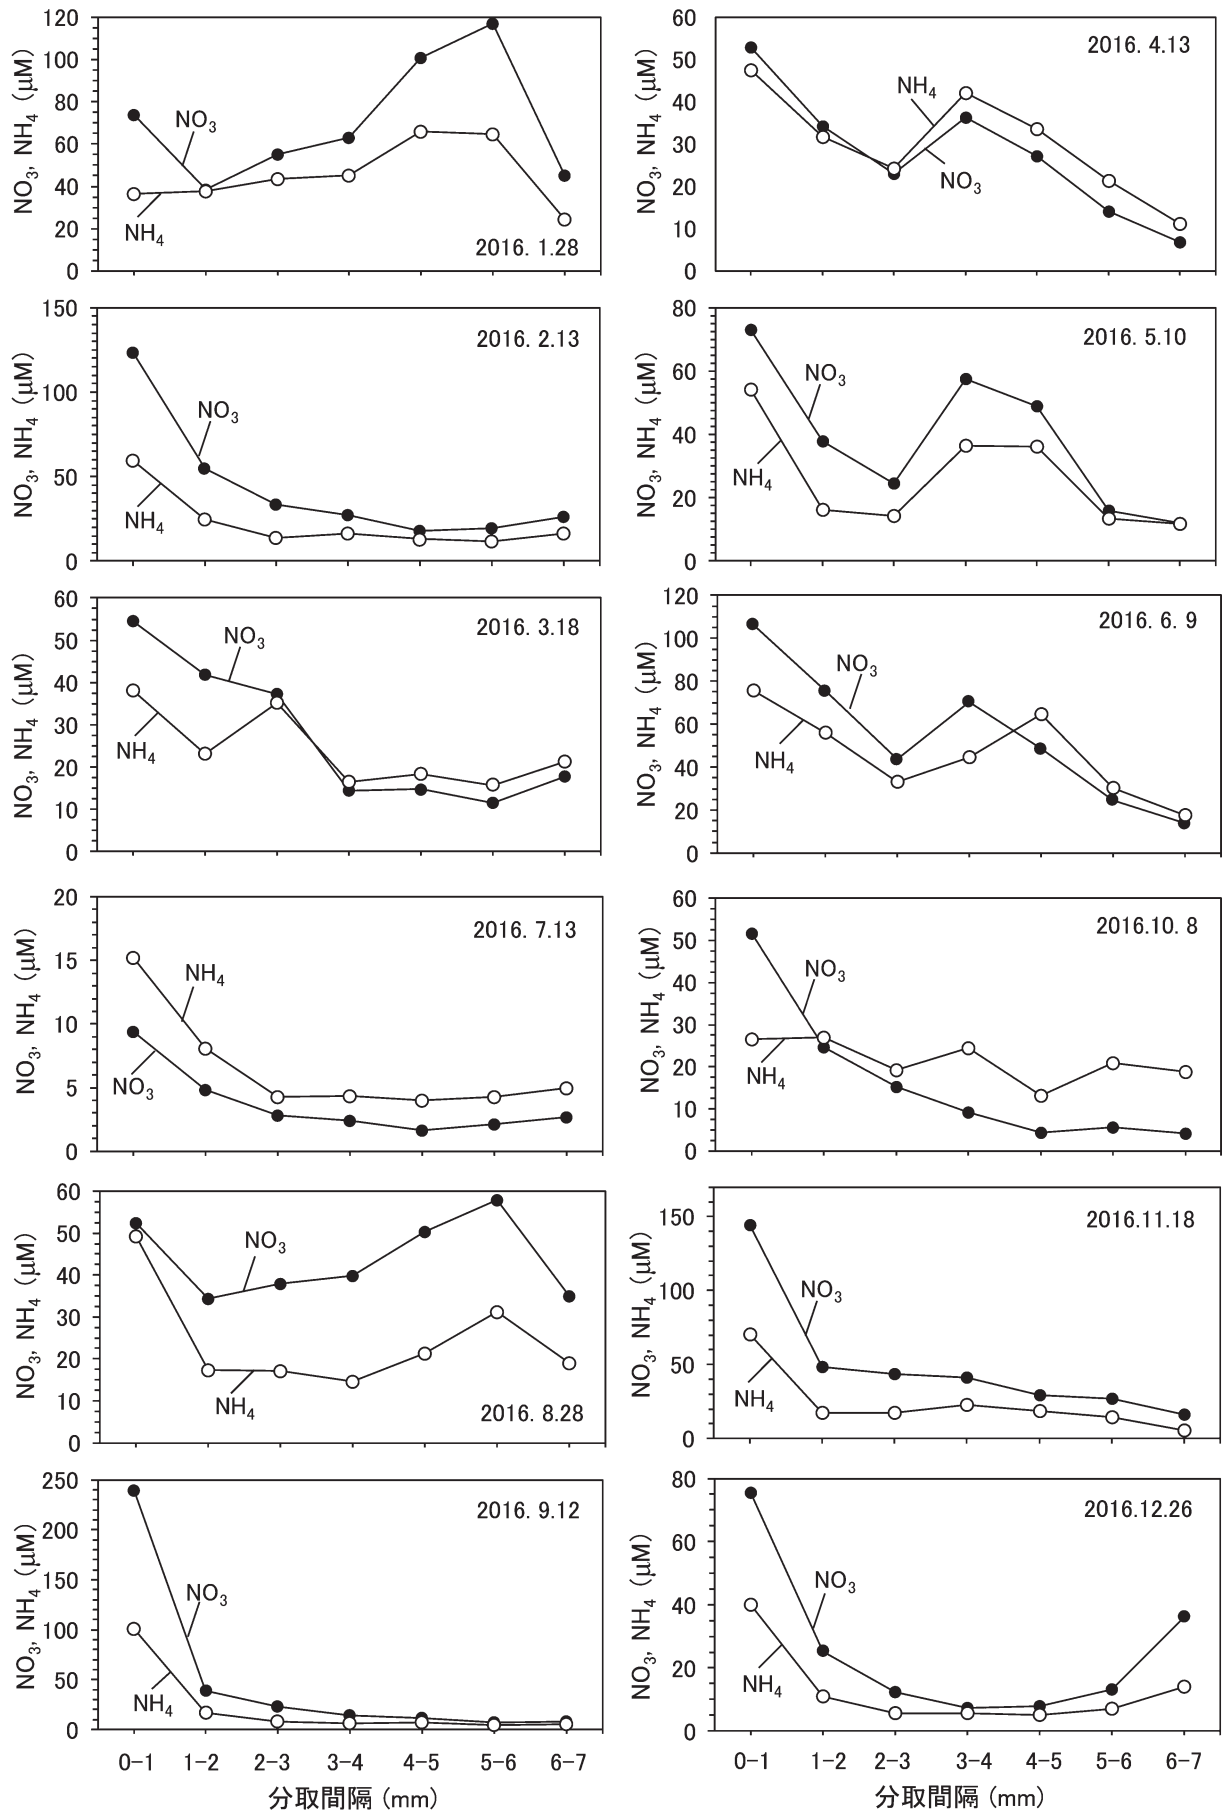 NO3, NH4 (μM)
120
100
80
60
40
20
0
NO3
NH4
2016. 1.28
NO3, NH4 (μM)
60
50
40
30
20
10
0
NH4
NO3
2016. 4.13
NO3, NH4 (μM)
150
100
50
0
NO3
NH4
2016. 2.13
NO3, NH4 (μM)
80
60
40
20
0
NO3
NH4
2016. 5.10
NO3, NH4 (μM)
60
50
40
30
20
10
0
NO3
NH4
2016. 3.18
NO3, NH4 (μM)
120
100
80
60
40
20
0
NO3
NH4
2016. 6. 9
NO3, NH4 (μM)
20
15
10
5
0
NH4
NO3
2016. 7.13
NO3, NH4 (μM)
60
50
40
30
20
10
0
NO3
NH4
2016.10. 8
NO3, NH4 (μM)
60
50
40
30
20
10
0
NO3
NH4
2016. 8.28
NO3, NH4 (μM)
150
100
50
0
NO3
NH4
2016.11.18
NO3, NH4 (μM)
250
200
150
100
50
0
NO3
NH4
2016. 9.12
0-1 1-2 2-3 3-4 4-5 5-6 6-7
分取間隔 (mm)
NO3, NH4 (μM)
80
60
40
20
0
NO3
NH4
2016.12.26
0-1 1-2 2-3 3-4 4-5 5-6 6-7
分取間隔 (mm)